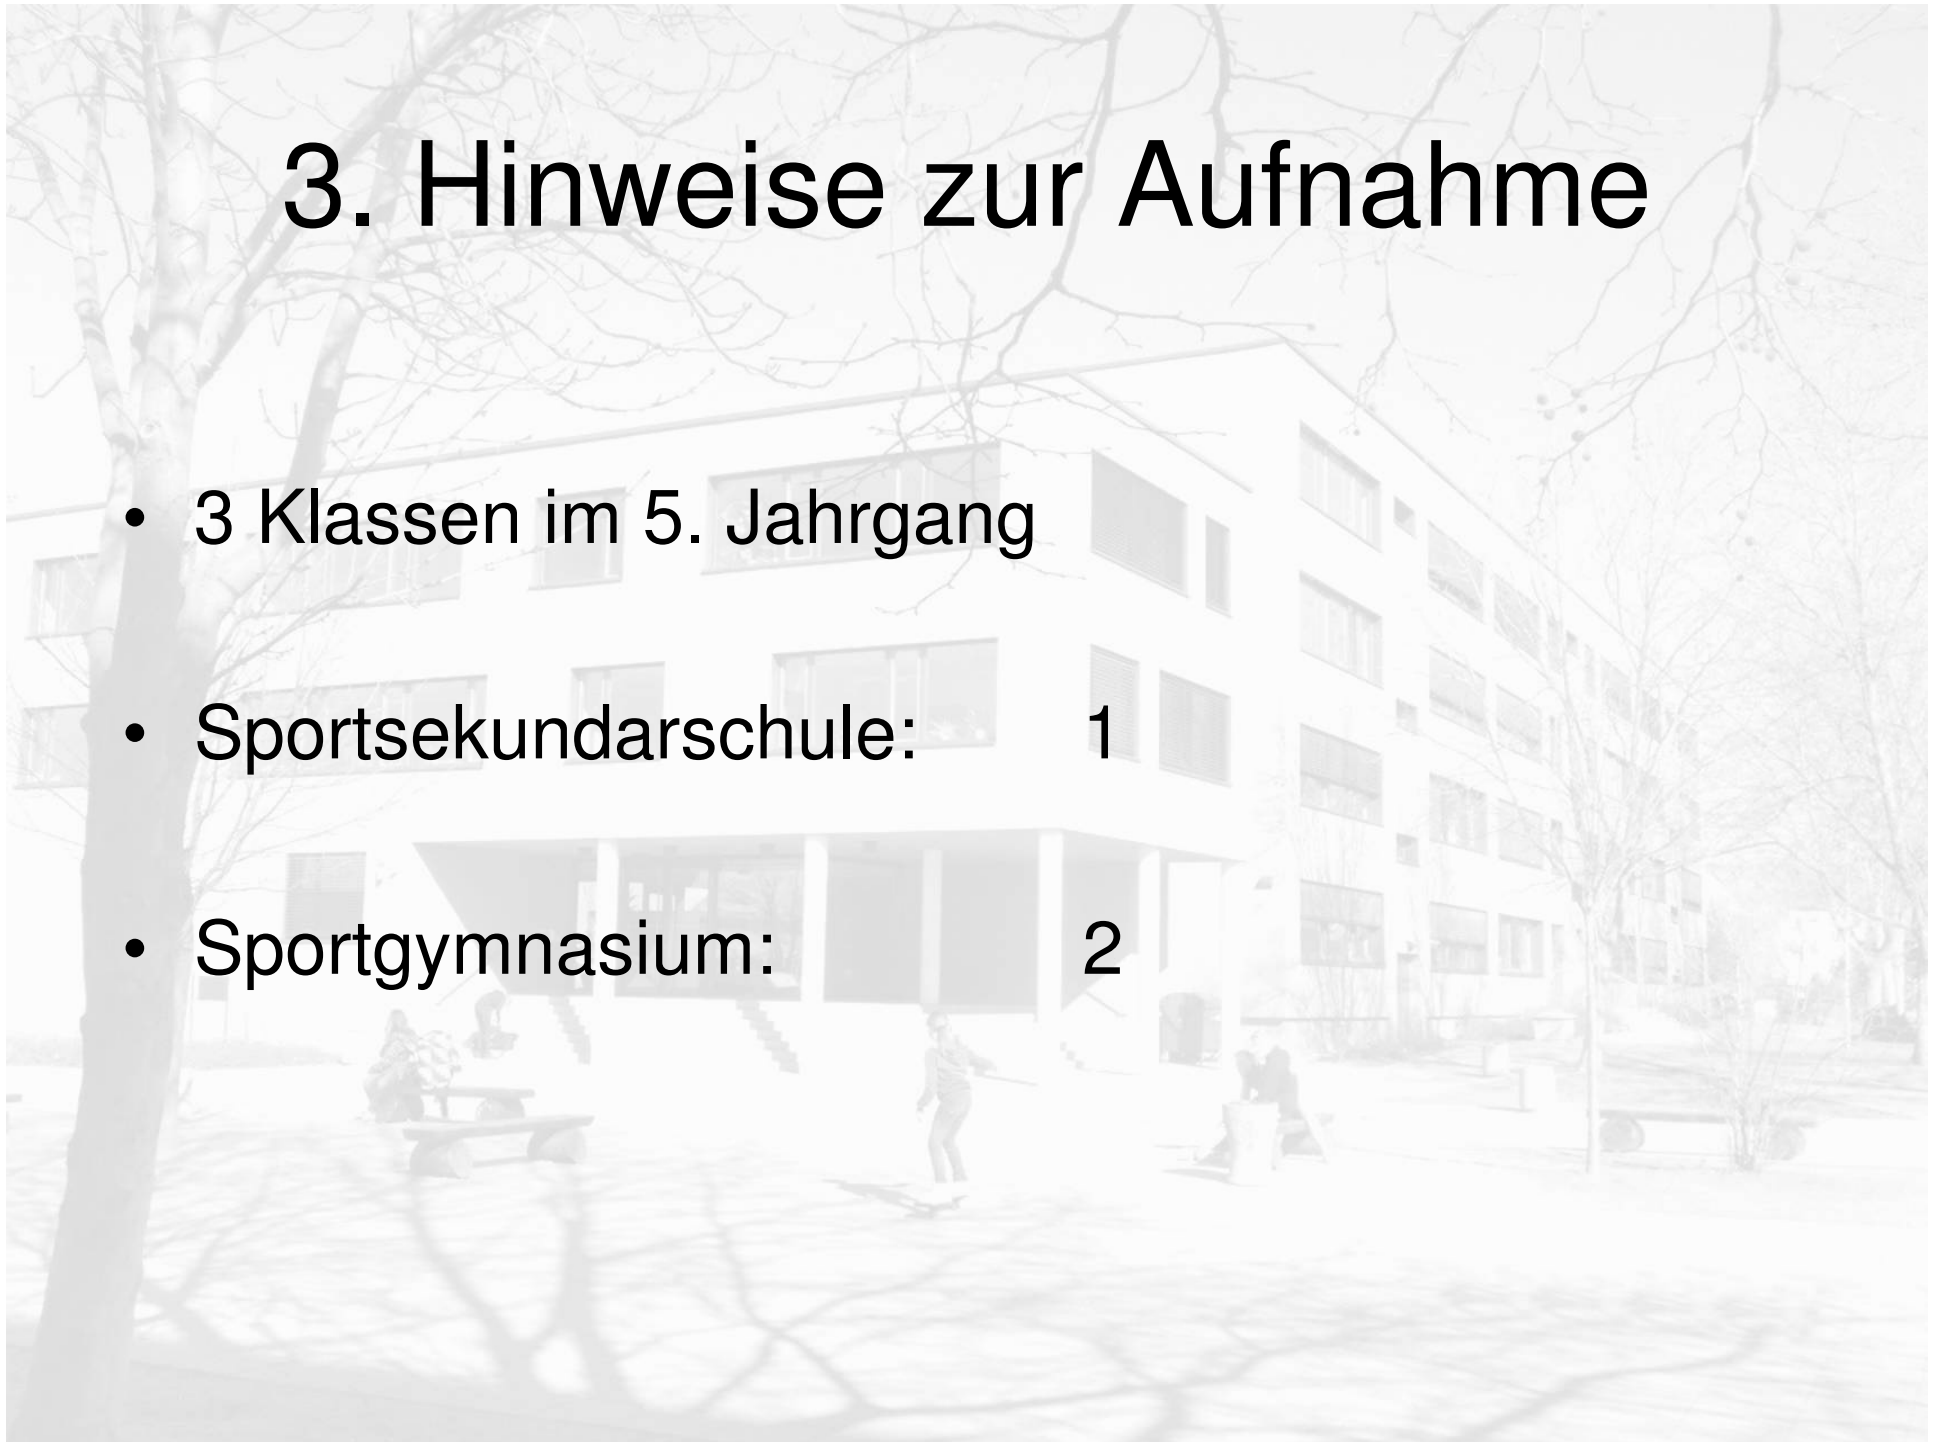 3. Hinweise zur Aufnahme
• 3 Klassen im 5. Jahrgang
• Sportsekundarschule: 1
• Sportgymnasium: 2